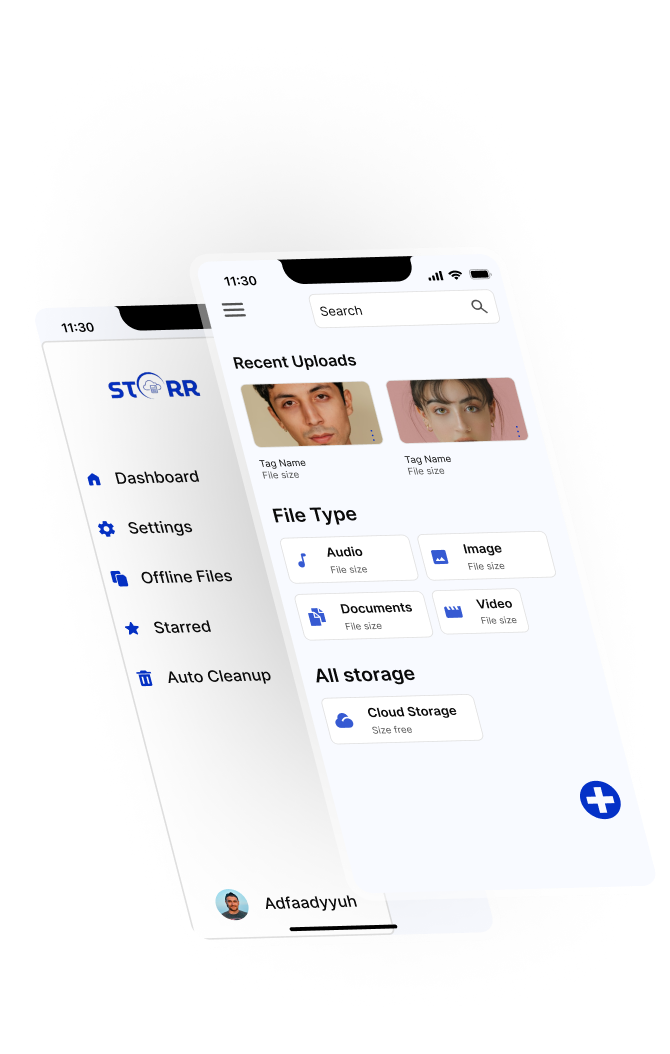 11:30
STORR
Dashboard
Settings
Offline Files
Starred
Auto Cleanup
Adfaadyyuh
11:30
Search
Recent Uploads
Tag Name
File size
Tag Name
File size
File Type
Audio
File size
Image
File size
Documents
File size
Video
File size
All storage
Cloud Storage
Size free